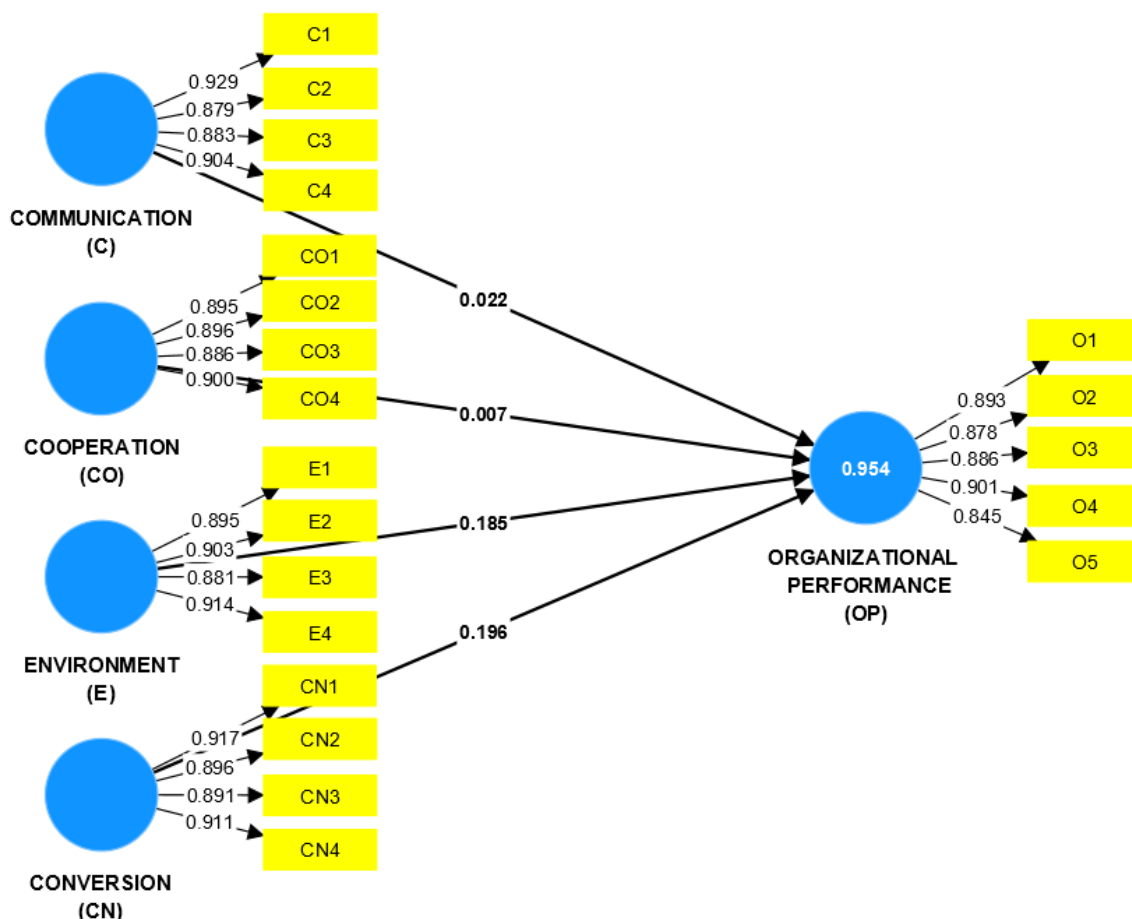 C1
0.929
C2
0.879
C3
0.883
C4
0.904
COMMUNICATION
(C)
CO1
0.895
CO2
0.896
CO3
0.886
CO4
0.900
COOPERATION
(CO)
E1
0.895
E2
0.903
E3
0.881
E4
0.914
ENVIRONMENT
(E)
CN1
0.917
CN2
0.896
CN3
0.891
CN4
0.911
CONVERSION
(CN)
0.022
0.007
0.185
0.196
0.954
ORGANIZATIONAL
PERFORMANCE
(OP)
O1
0.893
O2
0.878
O3
0.886
O4
0.901
O5
0.845